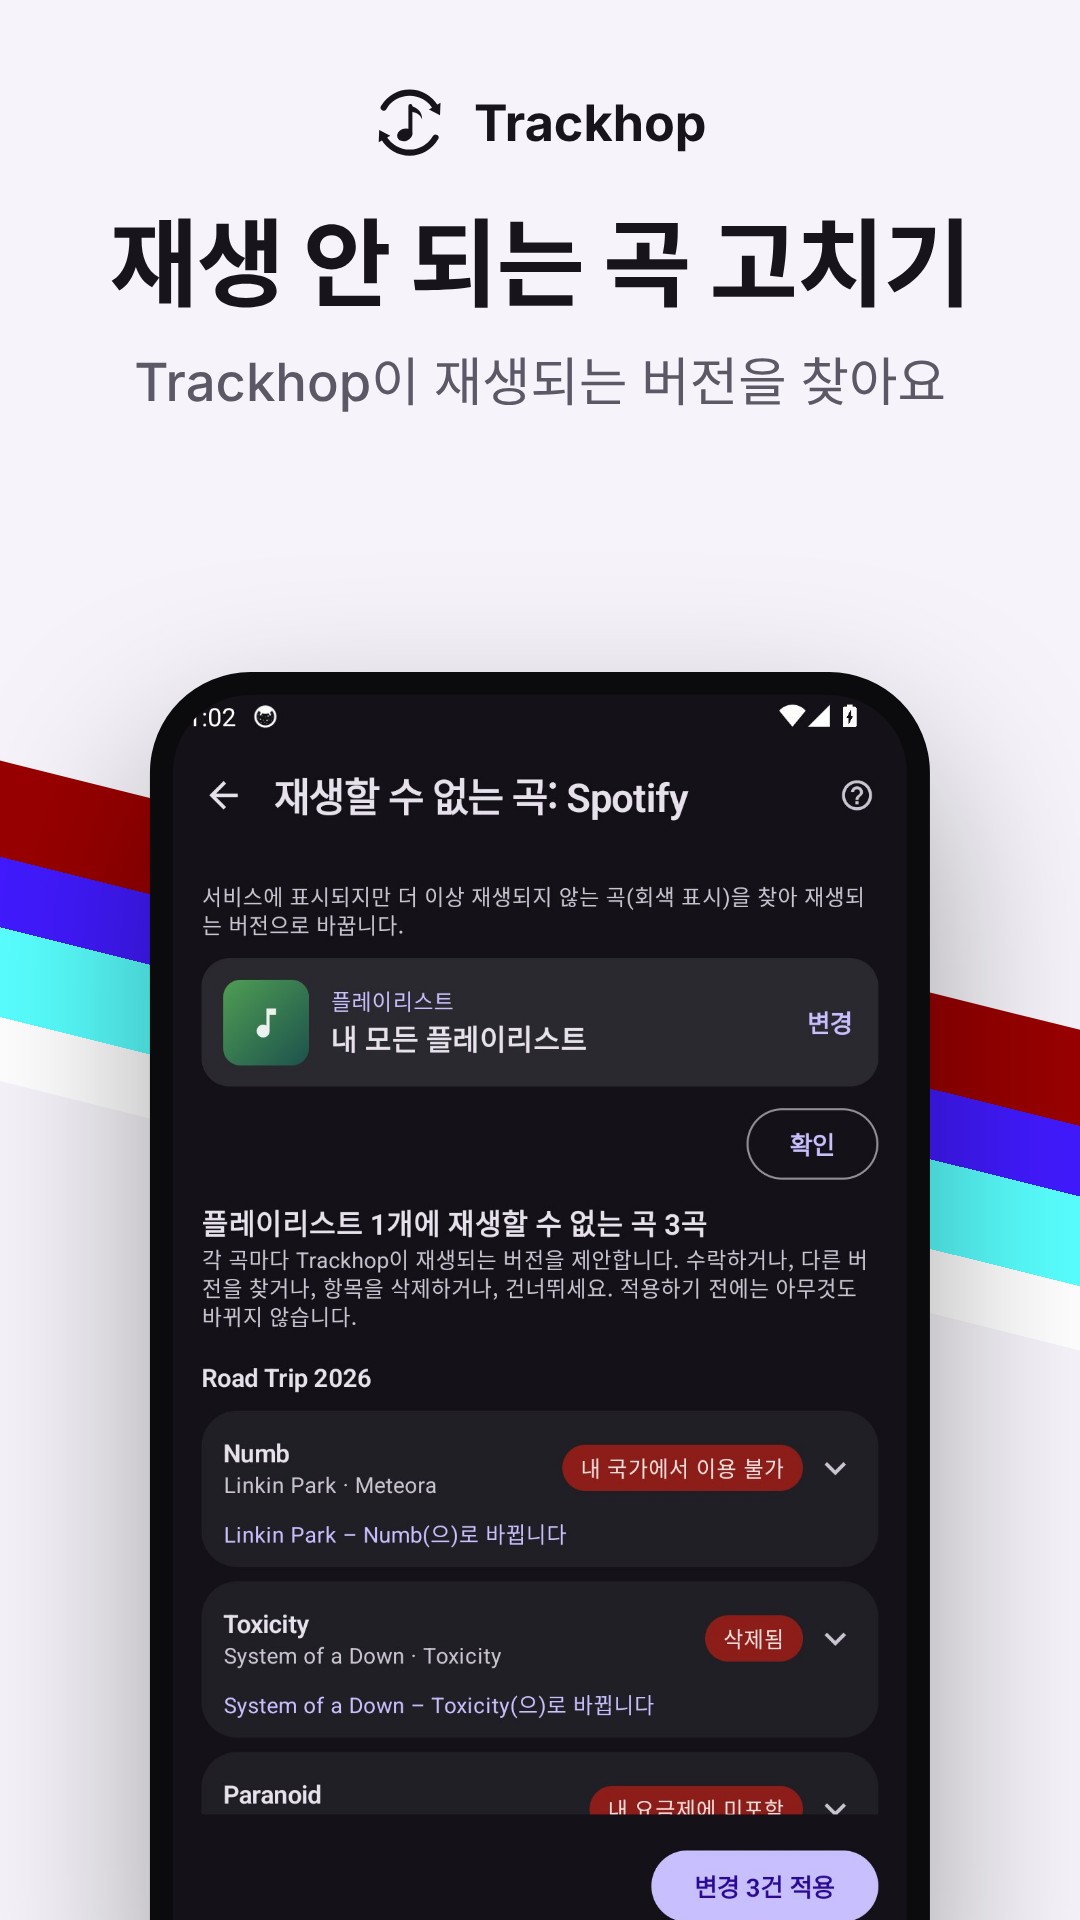 Trackhop
재생 안 되는 곡 고치기
Trackhop이 재생되는 버전을 찾아요
:02
재생할 수 없는 곡: Spotify
서비스에 표시되지만 더 이상 재생되지 않는 곡(회색 표시)을 찾아 재생되
는 버전으로 바꿉니다.
플레이리스트
내 모든 플레이리스트
변경
확인
플레이리스트 1개에 재생할 수 없는 곡 3곡
각 곡마다 Trackhop이 재생되는 버전을 제안합니다. 수락하거나, 다른 버
전을 찾거나, 항목을 삭제하거나, 건너뛰세요. 적용하기 전에는 아무것도
바뀌지 않습니다.
Road Trip 2026
Numb
내 국가에서 이용 불가
Linkin Park · Meteora
Linkin Park – Numb(으)로 바뀝니다
Toxicity
삭제됨
System of a Down · Toxicity
System of a Down – Toxicity(으)로 바뀝니다
Paranoid
내 요금제에 미포함
변경 3건 적용